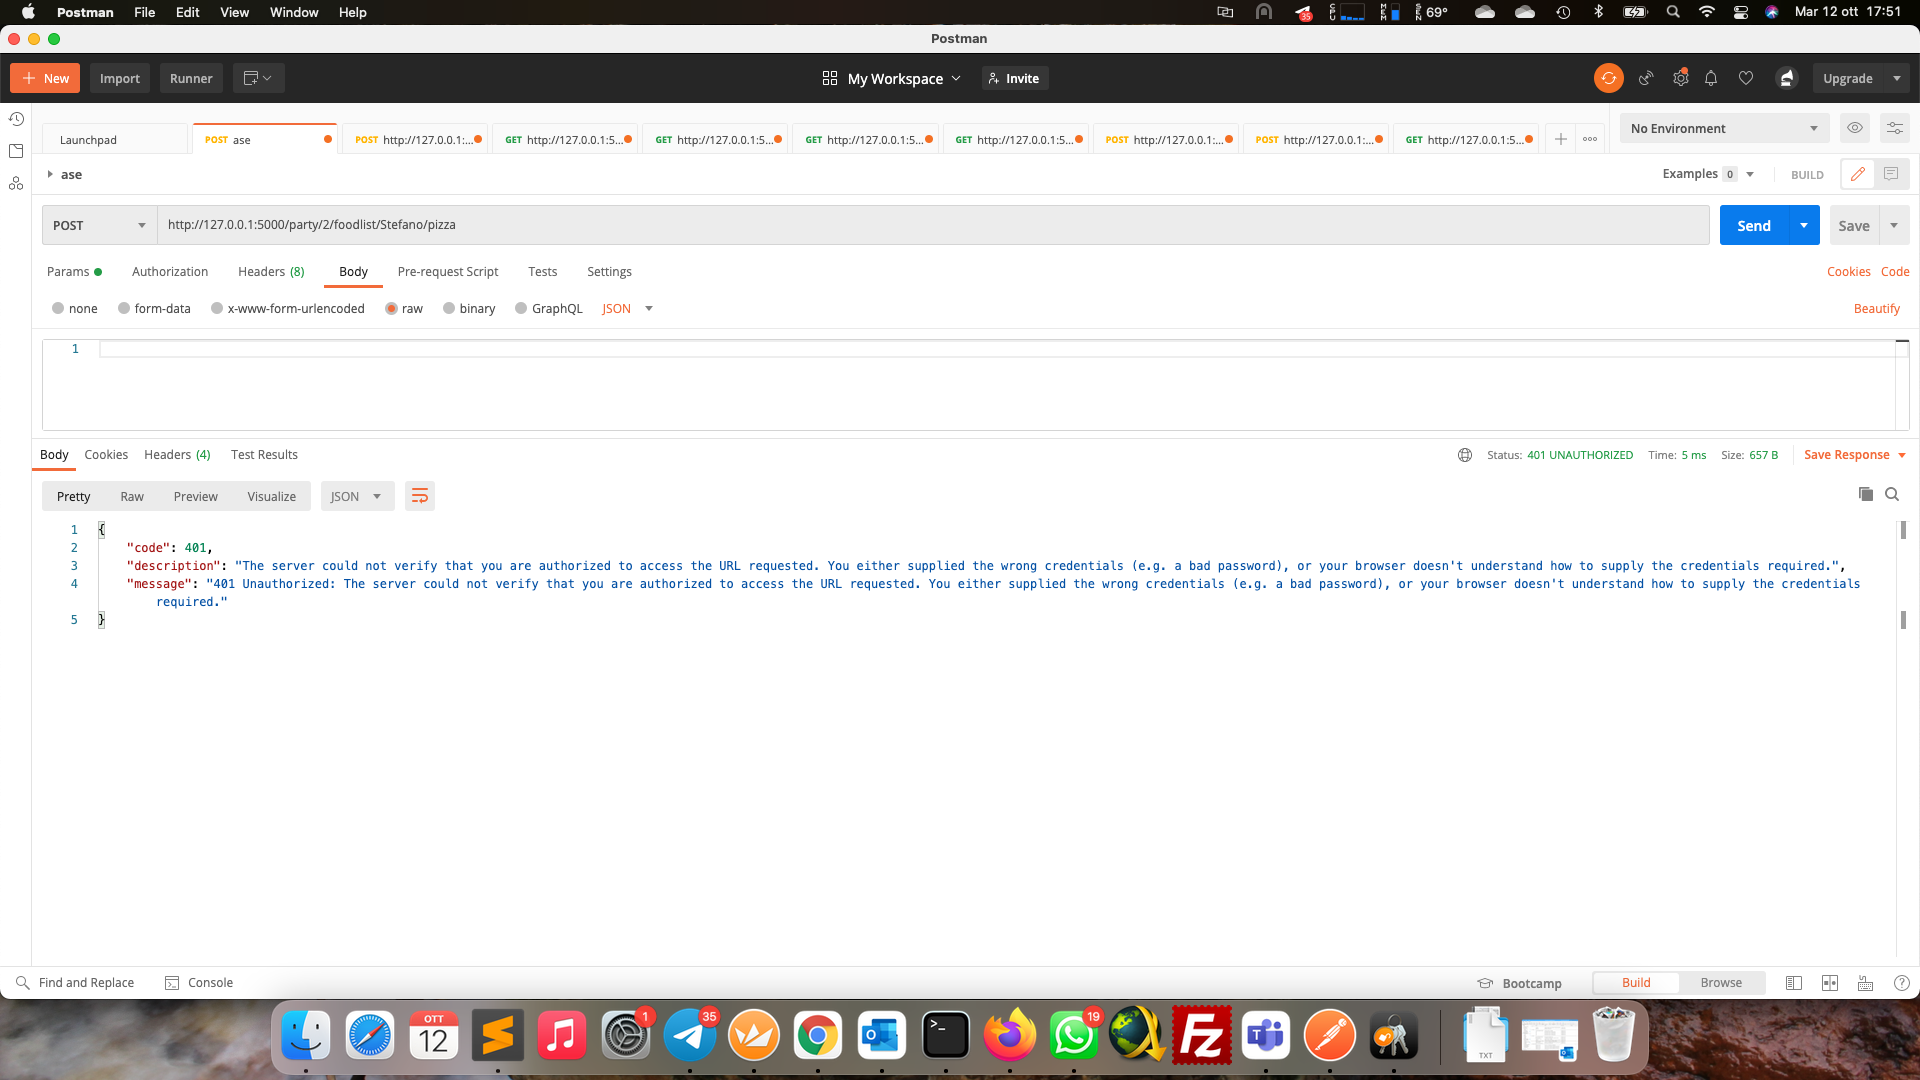 Postman File Edit View Window Help 35 CPU MEM SEN 69° Mar 12 ott 17:51
Postman
New Import Runner My Workspace Invite Upgrade
Launchpad POST ase POST http://127.0.0.1:... GET http://127.0.0.1:5... GET http://127.0.0.1:5... GET http://127.0.0.1:5... GET http://127.0.0.1:5... POST http://127.0.0.1:... POST http://127.0.0.1:... GET http://127.0.0.1:5... No Environment
ase Examples 0 BUILD
POST http://127.0.0.1:5000/party/2/foodlist/Stefano/pizza Send Save
Params Authorization Headers (8) Body Pre-request Script Tests Settings Cookies Code
none form-data x-www-form-urlencoded raw binary GraphQL JSON Beautify
1
Body Cookies Headers (4) Test Results Status: 401 UNAUTHORIZED Time: 5 ms Size: 657 B Save Response
Pretty Raw Preview Visualize JSON
1 {
2 "code": 401,
3 "description": "The server could not verify that you are authorized to access the URL requested. You either supplied the wrong credentials (e.g. a bad password), or your browser doesn't understand how to supply the credentials required.",
4 "message": "401 Unauthorized: The server could not verify that you are authorized to access the URL requested. You either supplied the wrong credentials (e.g. a bad password), or your browser doesn't understand how to supply the credentials
required."
5 }
Find and Replace Console Bootcamp Build Browse
OTT 12 1 35 19 Fz TXT